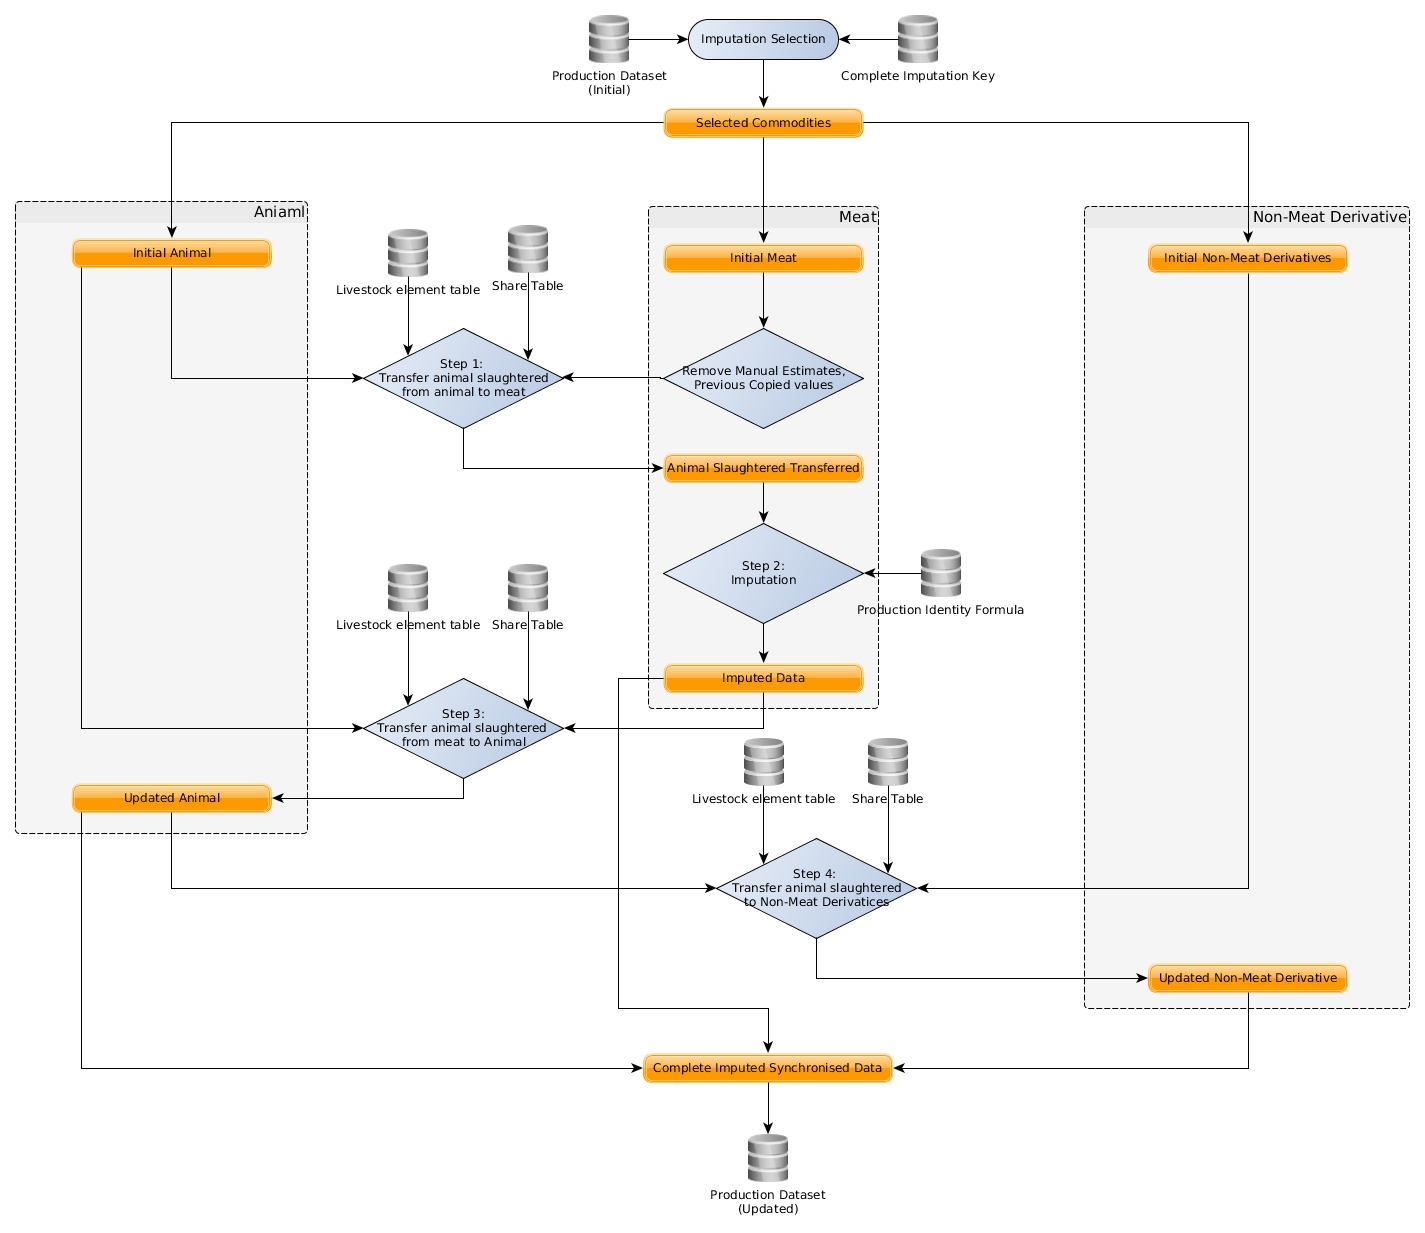 Imputation Selection
Production Dataset
(Initial)
Complete Imputation Key
Selected Commodities
Aniaml
Meat
Non-Meat Derivative
Initial Animal
Initial Meat
Initial Non-Meat Derivatives
Livestock element table
Share Table
Step 1:
Transfer animal slaughtered
from animal to meat
Remove Manual Estimates,
Previous Copied values
Animal Slaughtered Transferred
Step 2:
Imputation
Production Identity Formula
Livestock element table
Share Table
Imputed Data
Step 3:
Transfer animal slaughtered
from meat to Animal
Updated Animal
Livestock element table
Share Table
Step 4:
Transfer animal slaughtered
to Non-Meat Derivatices
Updated Non-Meat Derivative
Complete Imputed Synchronised Data
Production Dataset
(Updated)